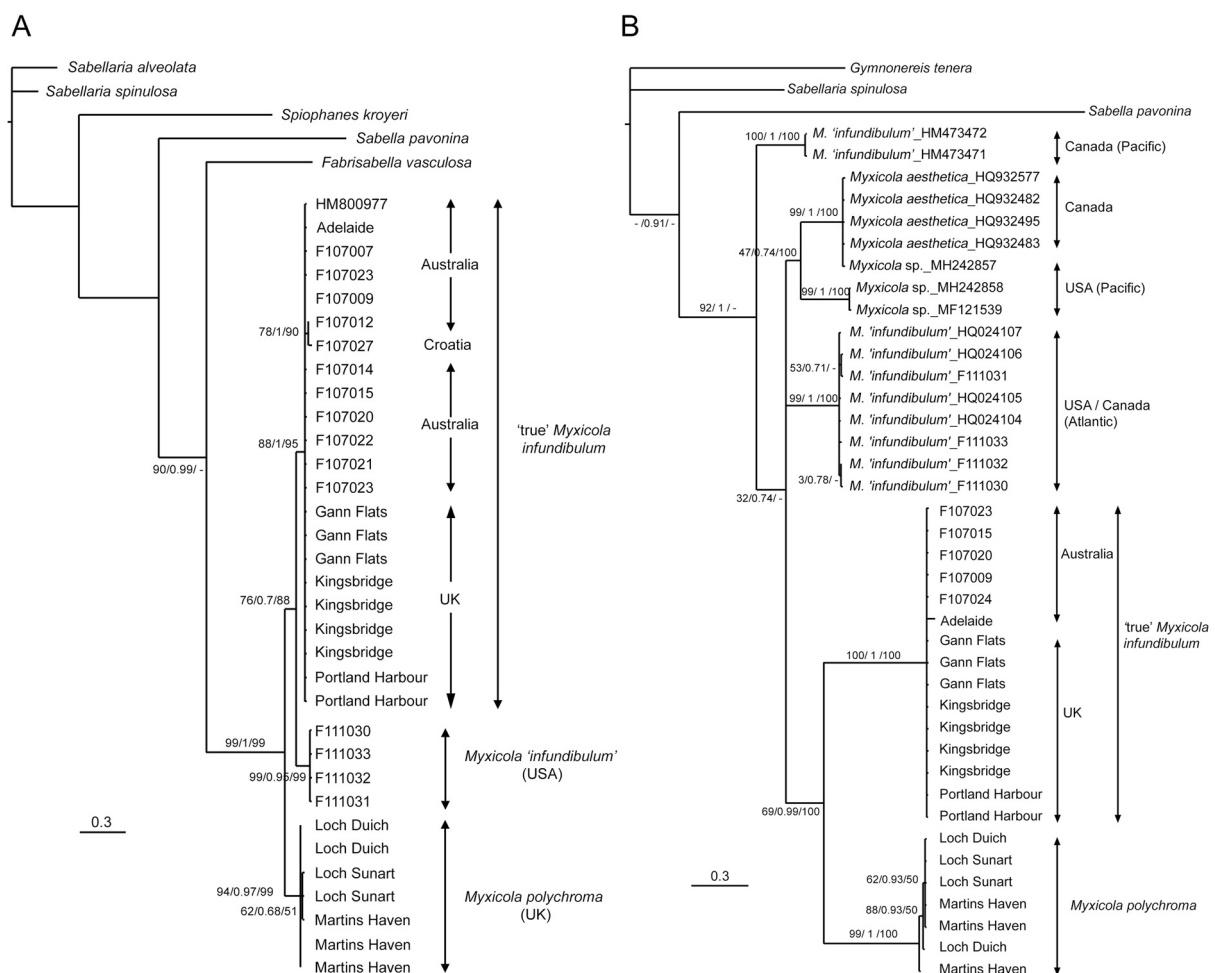 A
Sabellaria alveolata
Sabellaria spinulosa
Spiophanes kroyeri
Sabella pavonina
Fabrisabella vasculosa
HM800977
Adelaide
F107007
F107023
F107009
F107012
F107027
F107014
F107015
F107020
F107022
F107021
F107023
Gann Flats
Gann Flats
Gann Flats
Kingsbridge
Kingsbridge
Kingsbridge
Kingsbridge
Portland Harbour
Portland Harbour
F111030
F111033
F111032
F111031
Loch Duich
Loch Duich
Loch Sunart
Loch Sunart
Martins Haven
Martins Haven
Martins Haven
78/1/90
88/1/95
90/0.99/ -
76/0.7/88
99/1/99
99/0.95/99
94/0.97/99
62/0.68/51
Australia
Croatia
Australia
UK
'true' Myxicola
infundibulum
Myxicola 'infundibulum'
(USA)
Myxicola polychroma
(UK)
0.3
B
Gymnonereis tenera
Sabellaria spinulosa
Sabella pavonina
M. 'infundibulum'_HM473472
M. 'infundibulum'_HM473471
Myxicola aesthetica_HQ932577
Myxicola aesthetica_HQ932482
Myxicola aesthetica_HQ932495
Myxicola aesthetica_HQ932483
Myxicola sp._MH242857
Myxicola sp._MH242858
Myxicola sp._MF121539
M. 'infundibulum'_HQ024107
M. 'infundibulum'_HQ024106
M. 'infundibulum'_F111031
M. 'infundibulum'_HQ024105
M. 'infundibulum'_HQ024104
M. 'infundibulum'_F111033
M. 'infundibulum'_F111032
M. 'infundibulum'_F111030
F107023
F107015
F107020
F107009
F107024
Adelaide
Gann Flats
Gann Flats
Gann Flats
Kingsbridge
Kingsbridge
Kingsbridge
Kingsbridge
Portland Harbour
Portland Harbour
Loch Duich
Loch Sunart
Loch Sunart
Martins Haven
Martins Haven
Loch Duich
Martins Haven
100/ 1 /100
- /0.91/ -
99/ 1 /100
47/0.74/100
99/ 1 /100
92/ 1 / -
53/0.71/ -
99/ 1 /100
3/0.78/ -
32/0.74/ -
100/ 1 /100
69/0.99/100
62/0.93/50
88/0.93/50
99/ 1 /100
Canada (Pacific)
Canada
USA (Pacific)
USA / Canada
(Atlantic)
Australia
UK
'true' Myxicola
infundibulum
Myxicola polychroma
0.3